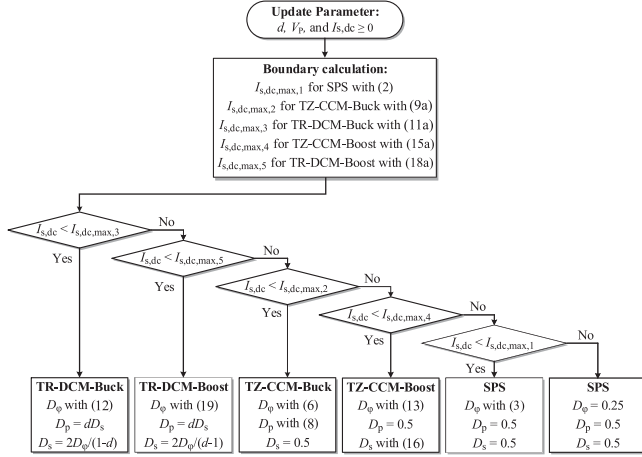 Update Parameter:
d, VP, and Is,dc ≥ 0
Boundary calculation:
Is,dc,max,1 for SPS with (2)
Is,dc,max,2 for TZ-CCM-Buck with (9a)
Is,dc,max,3 for TR-DCM-Buck with (11a)
Is,dc,max,4 for TZ-CCM-Boost with (15a)
Is,dc,max,5 for TR-DCM-Boost with (18a)
Is,dc < Is,dc,max,3
No
Yes
Is,dc < Is,dc,max,5
No
Yes
Is,dc < Is,dc,max,2
No
Yes
Is,dc < Is,dc,max,4
No
Yes
Is,dc < Is,dc,max,1
No
Yes
TR-DCM-Buck
Dφ with (12)
Dp = dDs
Ds = 2Dφ/(1-d)
TR-DCM-Boost
Dφ with (19)
Dp = dDs
Ds = 2Dφ/(d-1)
TZ-CCM-Buck
Dφ with (6)
Dp with (8)
Ds = 0.5
TZ-CCM-Boost
Dφ with (13)
Dp = 0.5
Ds with (16)
SPS
Dφ with (3)
Dp = 0.5
Ds = 0.5
SPS
Dφ = 0.25
Dp = 0.5
Ds = 0.5